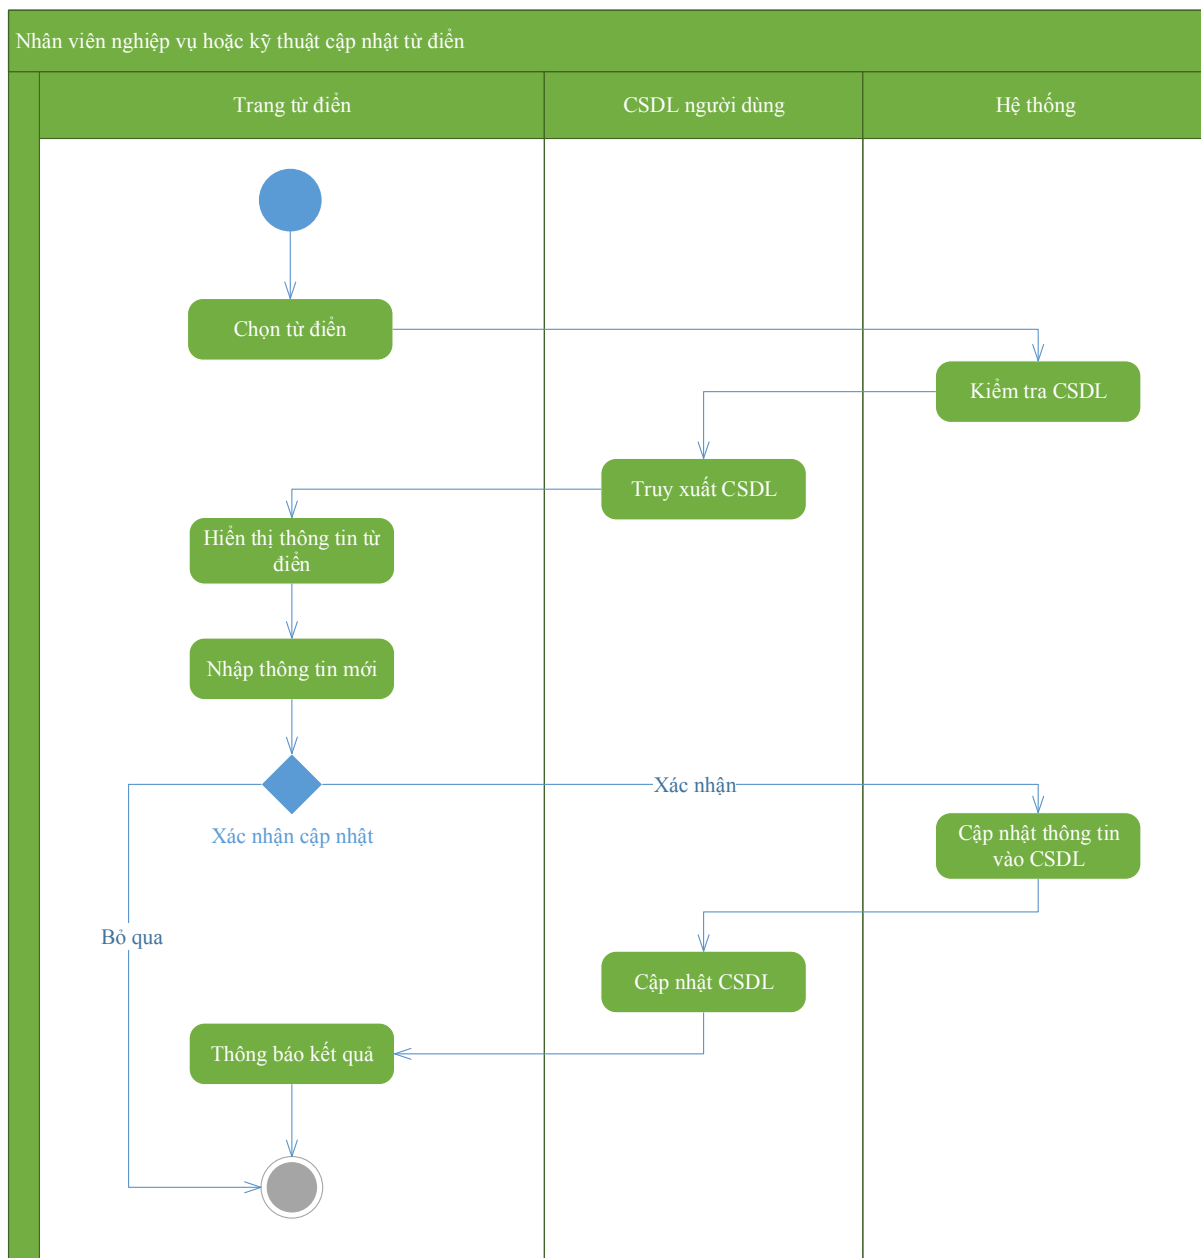 Nhân viên nghiệp vụ hoặc kỹ thuật cập nhật từ điển
Trang từ điển
CSDL người dùng
Hệ thống
Chọn từ điển
Kiểm tra CSDL
Truy xuất CSDL
Hiển thị thông tin từ
điển
Nhập thông tin mới
Xác nhận
Xác nhận cập nhật
Cập nhật thông tin
vào CSDL
Bỏ qua
Cập nhật CSDL
Thông báo kết quả